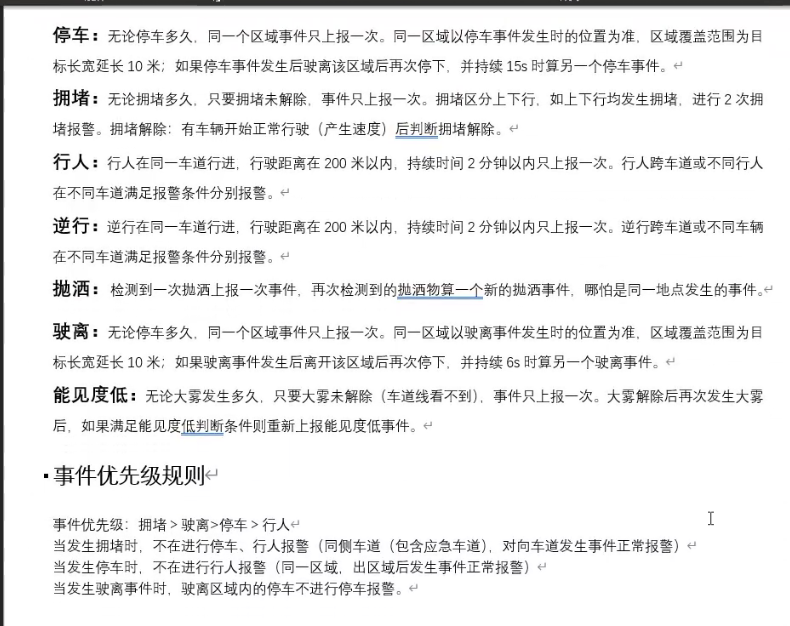 停车：无论停车多久，同一个区域事件只上报一次。同一区域以停车事件发生时的位置为准，区域覆盖范围为目
标长宽延长 10 米；如果停车事件发生后驶离该区域后再次停下，并持续 15s 时算另一个停车事件。
拥堵：无论拥堵多久，只要拥堵未解除，事件只上报一次。拥堵区分上下行，如上下行均发生拥堵，进行 2 次拥
堵报警。拥堵解除：有车辆开始正常行驶（产生速度）后判断拥堵解除。
行人：行人在同一车道行进，行驶距离在 200 米以内，持续时间 2 分钟以内只上报一次。行人跨车道或不同行人
在不同车道满足报警条件分别报警。
逆行：逆行在同一车道行进，行驶距离在 200 米以内，持续时间 2 分钟以内只上报一次。逆行跨车道或不同车辆
在不同车道满足报警条件分别报警。
抛洒：检测到一次抛洒上报一次事件，再次检测到的抛洒物算一个新的抛洒事件，哪怕是同一地点发生的事件。
驶离：无论停车多久，同一个区域事件只上报一次。同一区域以驶离事件发生时的位置为准，区域覆盖范围为目
标长宽延长 10 米；如果驶离事件发生后离开该区域后再次停下，并持续 6s 时算另一个驶离事件。
能见度低：无论大雾发生多久，只要大雾未解除（车道线看不到），事件只上报一次。大雾解除后再次发生大雾
后，如果满足能见度低判断条件则重新上报能见度低事件。
事件优先级规则
事件优先级：拥堵 > 驶离>停车 > 行人
当发生拥堵时，不在进行停车、行人报警（同侧车道（包含应急车道），对向车道发生事件正常报警）
当发生停车时，不在进行行人报警（同一区域，出区域后发生事件正常报警）
当发生驶离事件时，驶离区域内的停车不进行停车报警。